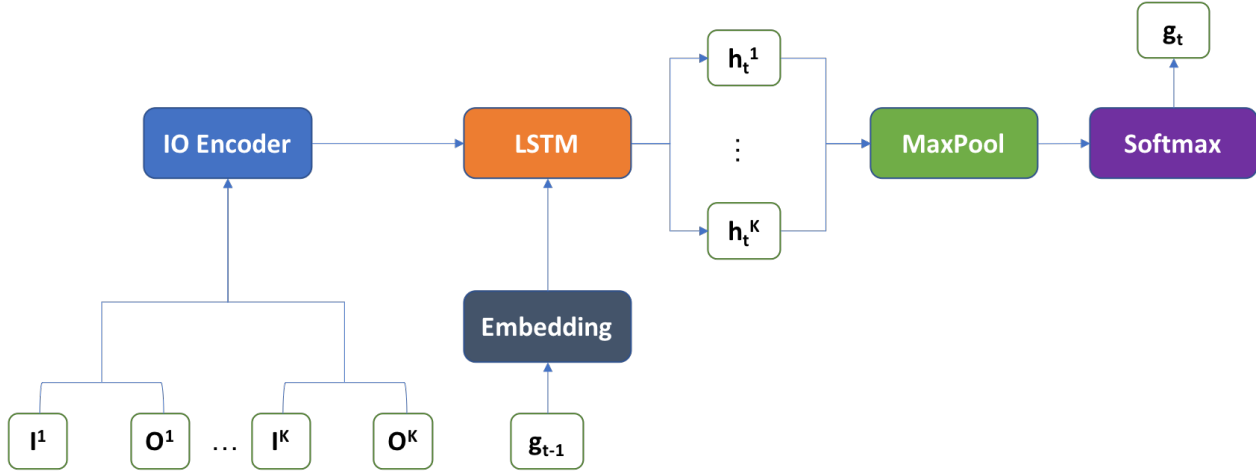 g_t
h_t^1
IO Encoder
LSTM
⋮
MaxPool
Softmax
h_t^K
Embedding
I^1
O^1
...
I^K
O^K
g_{t-1}